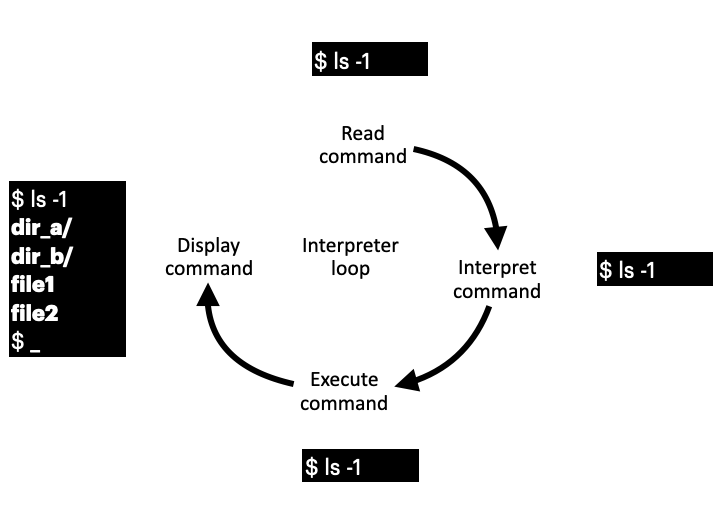 $ ls -1
Read
command
$ ls -1
dir_a/
dir_b/
file1
file2
$ _
Display
command
Interpreter
loop
Interpret
command
$ ls -1
Execute
command
$ ls -1